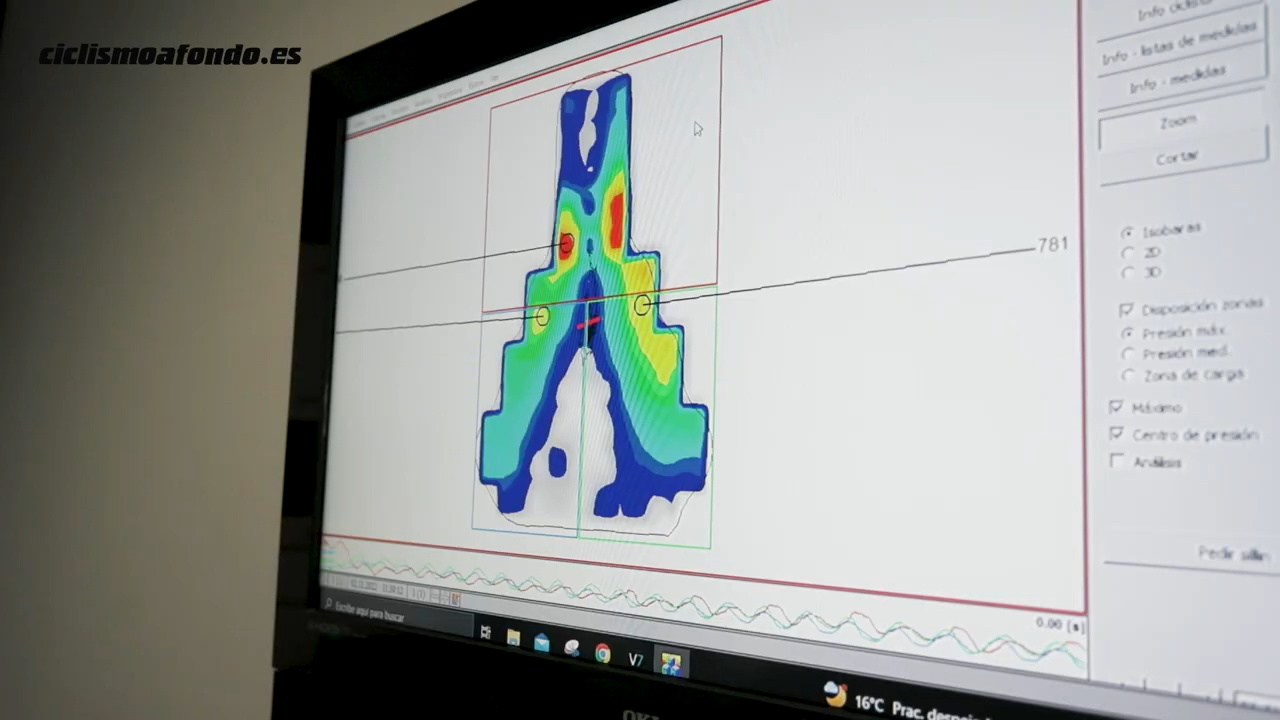 ciclismoafondo.es
Info ciclista
Info - listas de medidas
Info - medidas
Zoom
Cortar
Isobaras
2D
3D
Disposición zonas
Presión máx.
Presión med.
Zona de carga
Máximo
Centro de presión
Análisis
Pedir sillín
781
0.00 [s]
Escribe aquí para buscar
V7
16°C Prac.